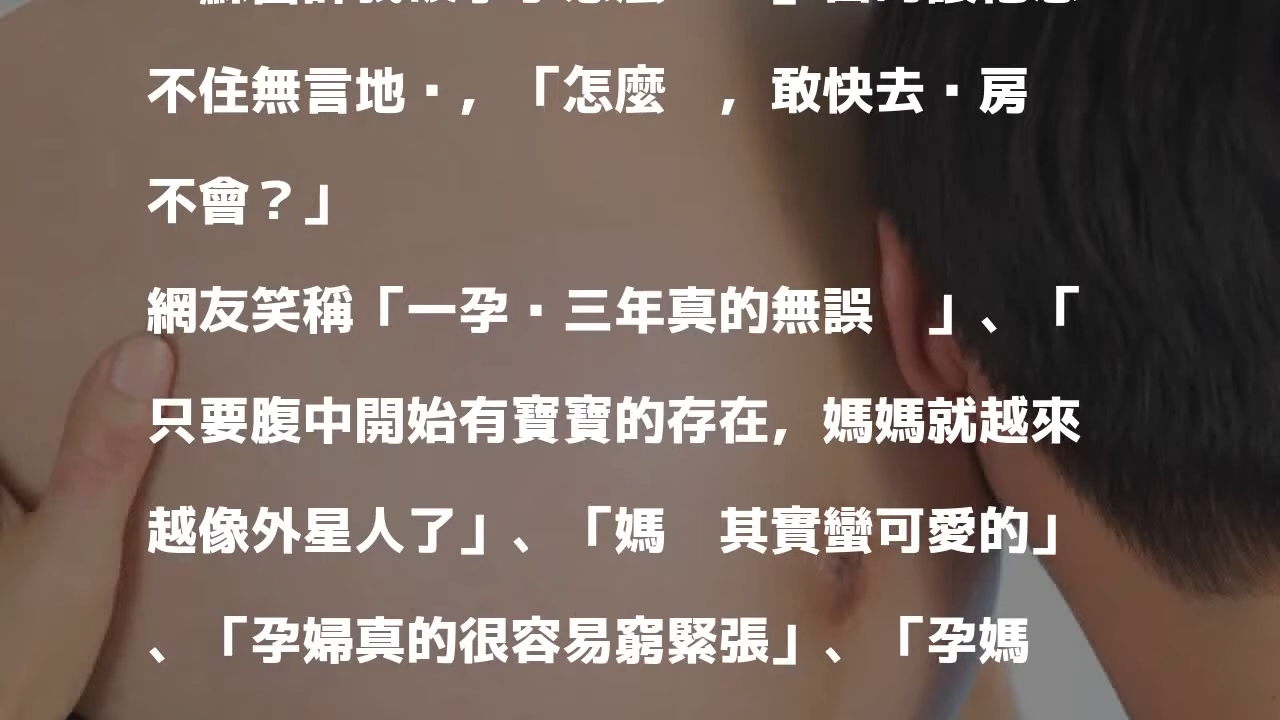 不住無言地▪，「怎麼　，敢快去▪房
不會？」
網友笑稱「一孕▪三年真的無誤　」、「
只要腹中開始有寶寶的存在，媽媽就越來
越像外星人了」、「媽　其實蠻可愛的」
、「孕婦真的很容易窮緊張」、「孕媽